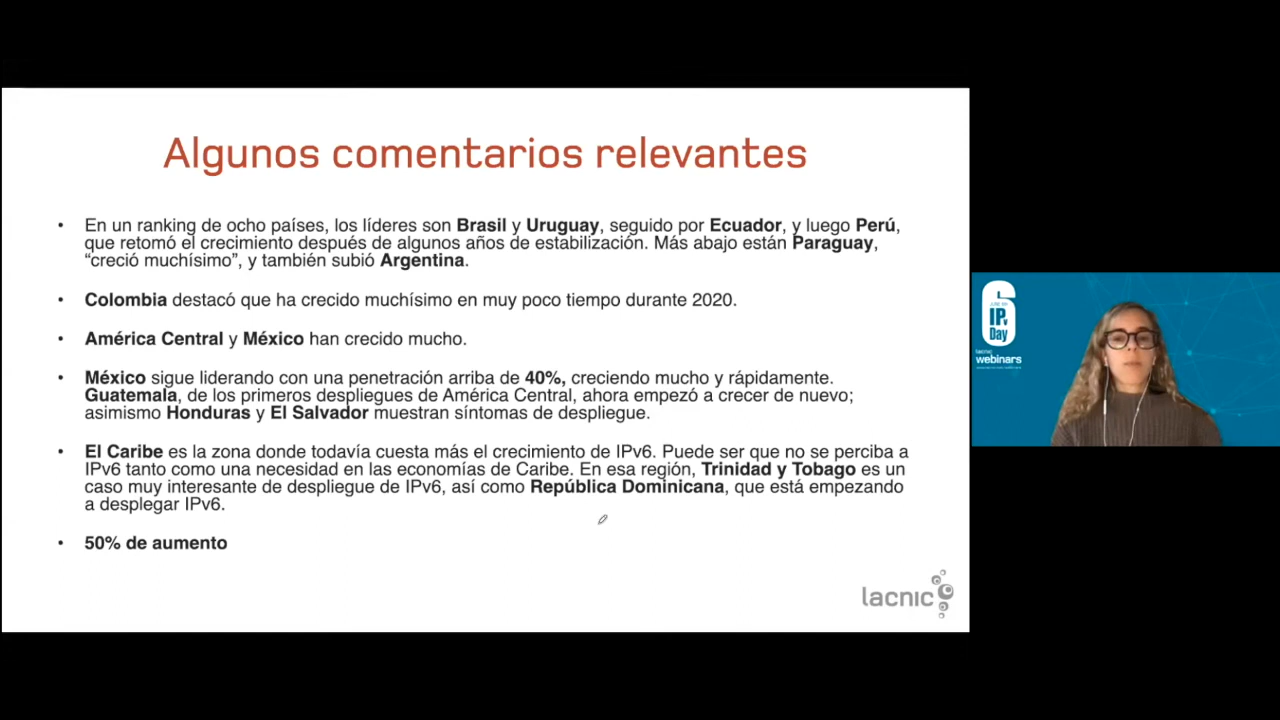 Algunos comentarios relevantes
• En un ranking de ocho países, los líderes son Brasil y Uruguay, seguido por Ecuador, y luego Perú,
que retomó el crecimiento después de algunos años de estabilización. Más abajo están Paraguay,
“creció muchísimo”, y también subió Argentina.
• Colombia destacó que ha crecido muchísimo en muy poco tiempo durante 2020.
• América Central y México han crecido mucho.
• México sigue liderando con una penetración arriba de 40%, creciendo mucho y rápidamente.
Guatemala, de los primeros despliegues de América Central, ahora empezó a crecer de nuevo;
asimismo Honduras y El Salvador muestran síntomas de despliegue.
• El Caribe es la zona donde todavía cuesta más el crecimiento de IPv6. Puede ser que no se perciba a
IPv6 tanto como una necesidad en las economías de Caribe. En esa región, Trinidad y Tobago es un
caso muy interesante de despliegue de IPv6, así como República Dominicana, que está empezando
a desplegar IPv6.
• 50% de aumento
lacnic
6
IPv
Day
lacnic
webinars